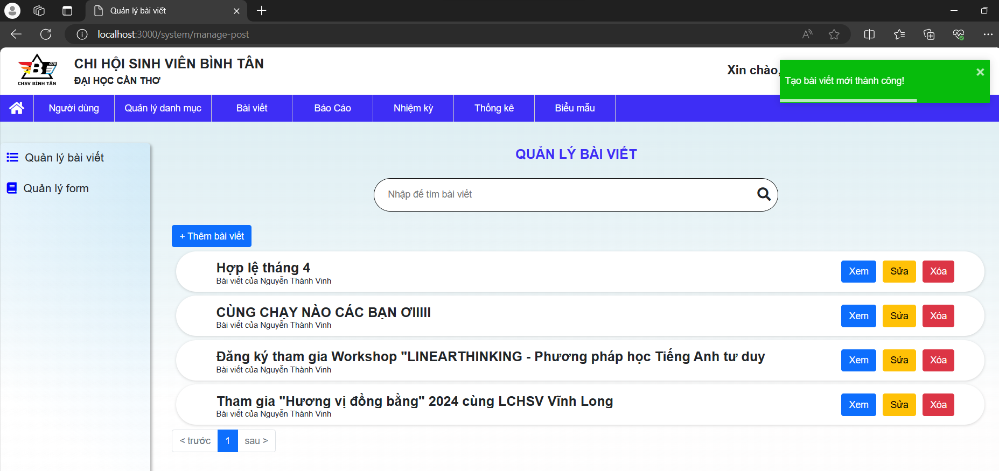 Quản lý bài viết
localhost:3000/system/manage-post
CTU
B
CHSV BÌNH TÂN
CHI HỘI SINH VIÊN BÌNH TÂN
ĐẠI HỌC CẦN THƠ
Xin chào,
Tạo bài viết mới thành công!
Người dùng
Quản lý danh mục
Bài viết
Báo Cáo
Nhiệm kỳ
Thống kê
Biểu mẫu
Quản lý bài viết
Quản lý form
QUẢN LÝ BÀI VIẾT
Nhập để tìm bài viết
+ Thêm bài viết
Hợp lệ tháng 4
Bài viết của Nguyễn Thành Vinh
Xem Sửa Xóa
CÙNG CHẠY NÀO CÁC BẠN ƠIIIII
Bài viết của Nguyễn Thành Vinh
Xem Sửa Xóa
Đăng ký tham gia Workshop "LINEARTHINKING - Phương pháp học Tiếng Anh tư duy
Bài viết của Nguyễn Thành Vinh
Xem Sửa Xóa
Tham gia "Hương vị đồng bằng" 2024 cùng LCHSV Vĩnh Long
Bài viết của Nguyễn Thành Vinh
Xem Sửa Xóa
< trước 1 sau >